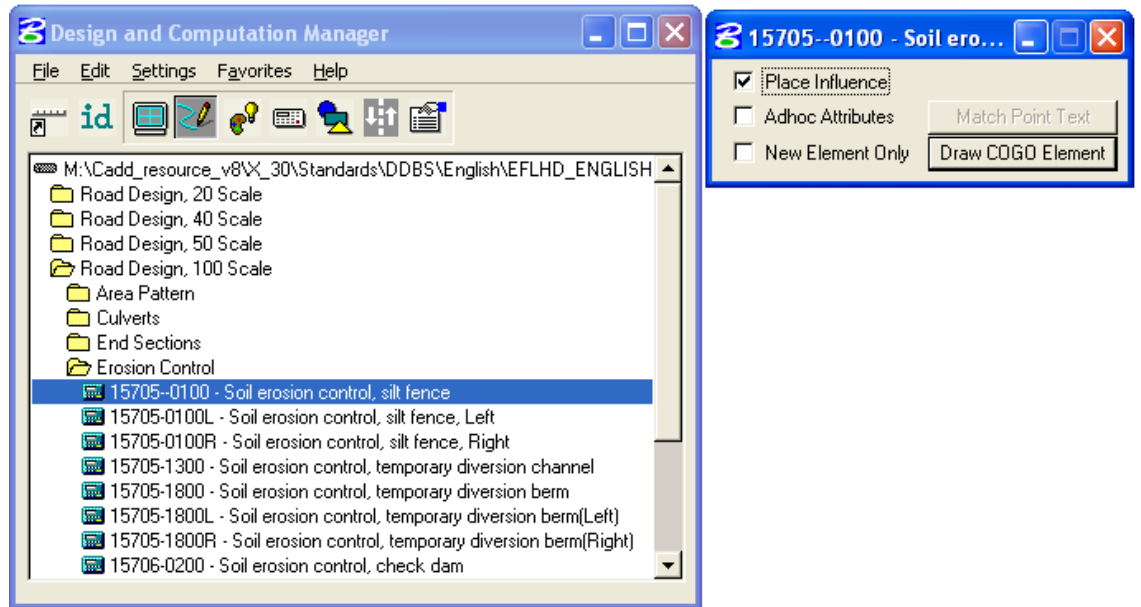 Design and Computation Manager
File Edit Settings Favorites Help
id
M:\Cadd_resource_v8\X_30\Standards\DDBS\English\EFLHD_ENGLISH
Road Design, 20 Scale
Road Design, 40 Scale
Road Design, 50 Scale
Road Design, 100 Scale
Area Pattern
Culverts
End Sections
Erosion Control
15705--0100 - Soil erosion control, silt fence
15705-0100L - Soil erosion control, silt fence, Left
15705-0100R - Soil erosion control, silt fence, Right
15705-1300 - Soil erosion control, temporary diversion channel
15705-1800 - Soil erosion control, temporary diversion berm
15705-1800L - Soil erosion control, temporary diversion berm(Left)
15705-1800R - Soil erosion control, temporary diversion berm(Right)
15706-0200 - Soil erosion control, check dam
15705--0100 - Soil ero...
Place Influence
Adhoc Attributes Match Point Text
New Element Only Draw COGO Element